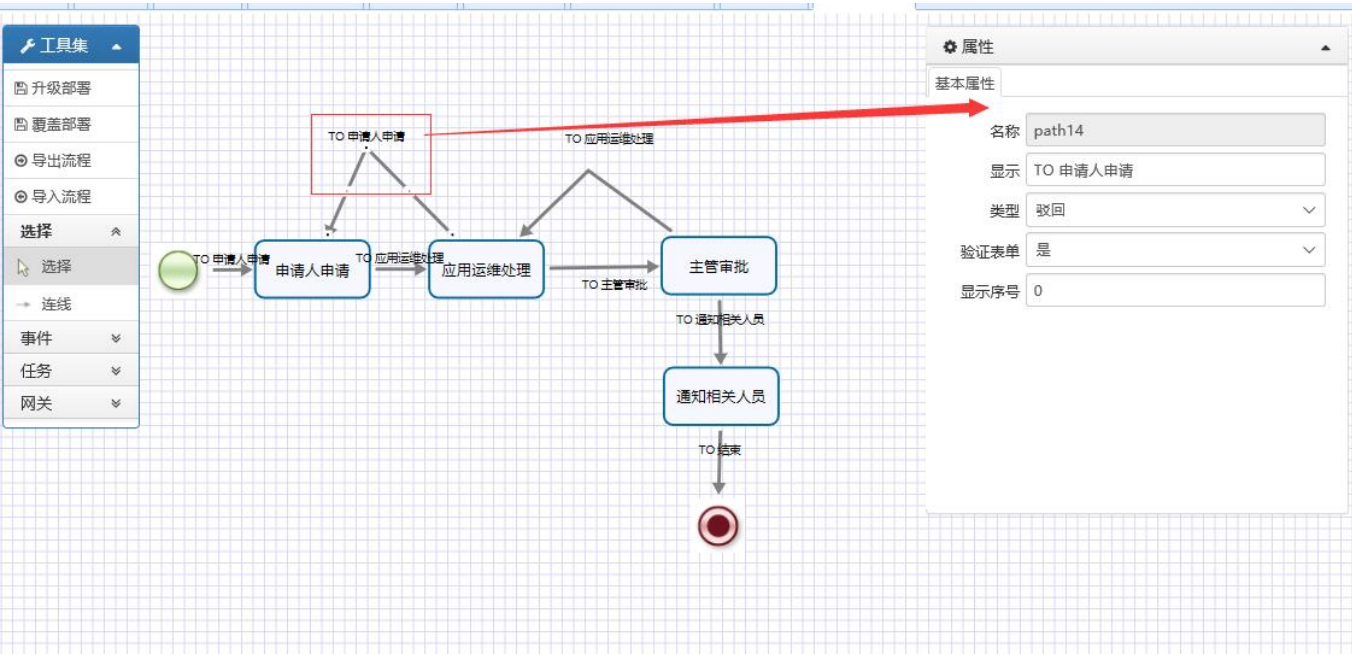 工具集
升级部署
覆盖部署
导出流程
导入流程
选择
选择
连线
事件
任务
网关
TO 申请人申请
TO 应用运维处理
TO 申请人申请
申请人申请
TO 应用运维处理
应用运维处理
TO 主管审批
主管审批
TO 通知相关人员
通知相关人员
TO 结束
属性
基本属性
名称 path14
显示 TO 申请人申请
类型 驳回
验证表单 是
显示序号 0